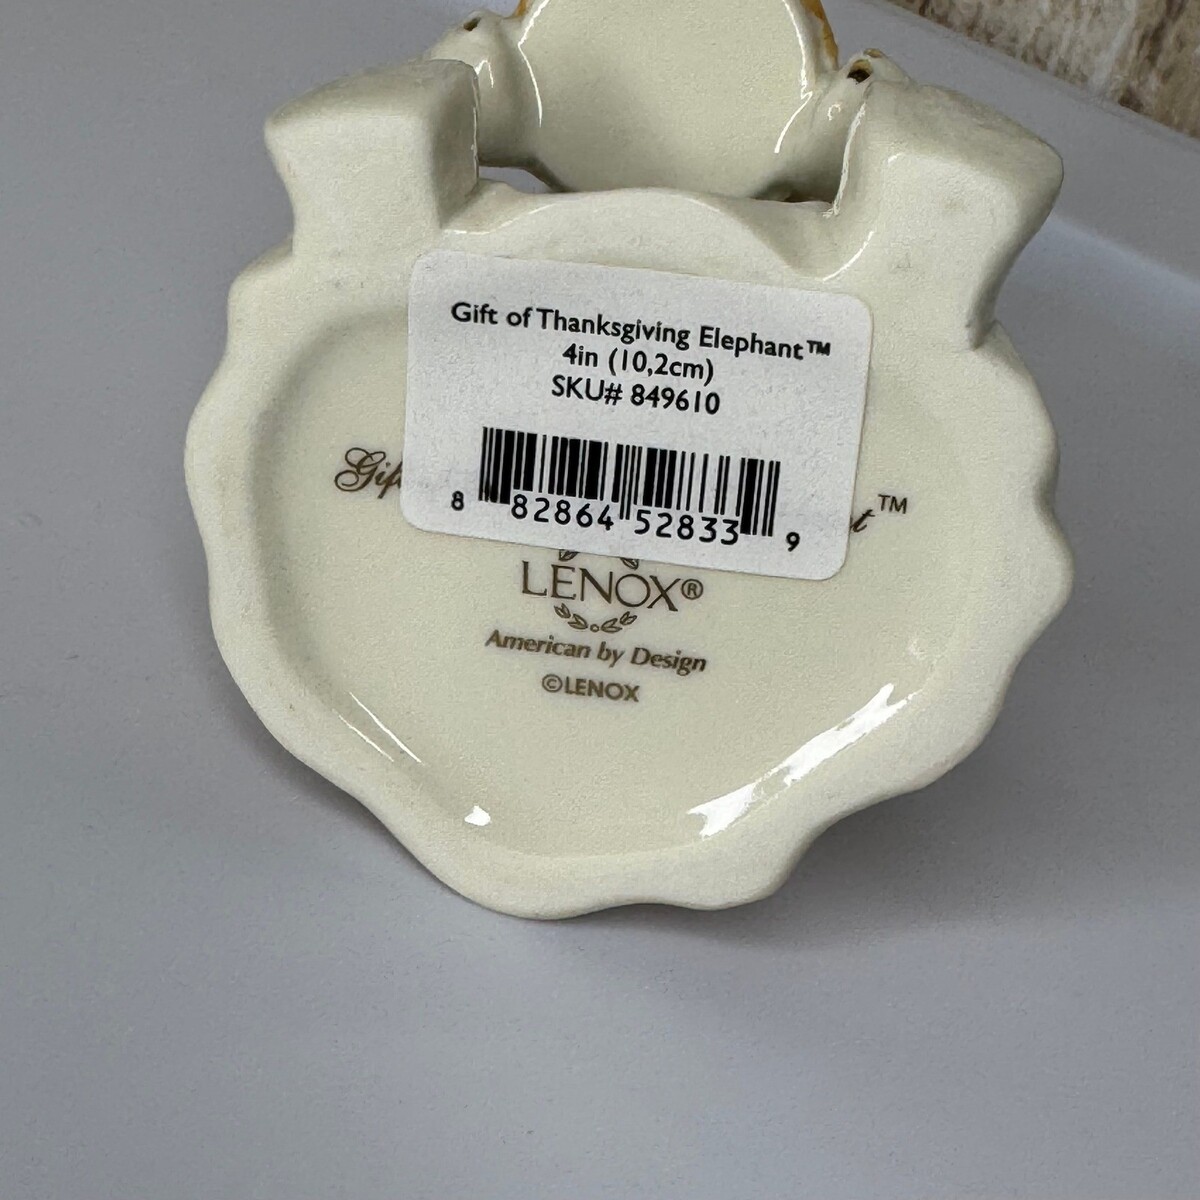 Gift of Thanksgiving Elephant™
4in (10,2cm)
SKU# 849610
8 82864 52833 9
™
LENOX®
American by Design
©LENOX